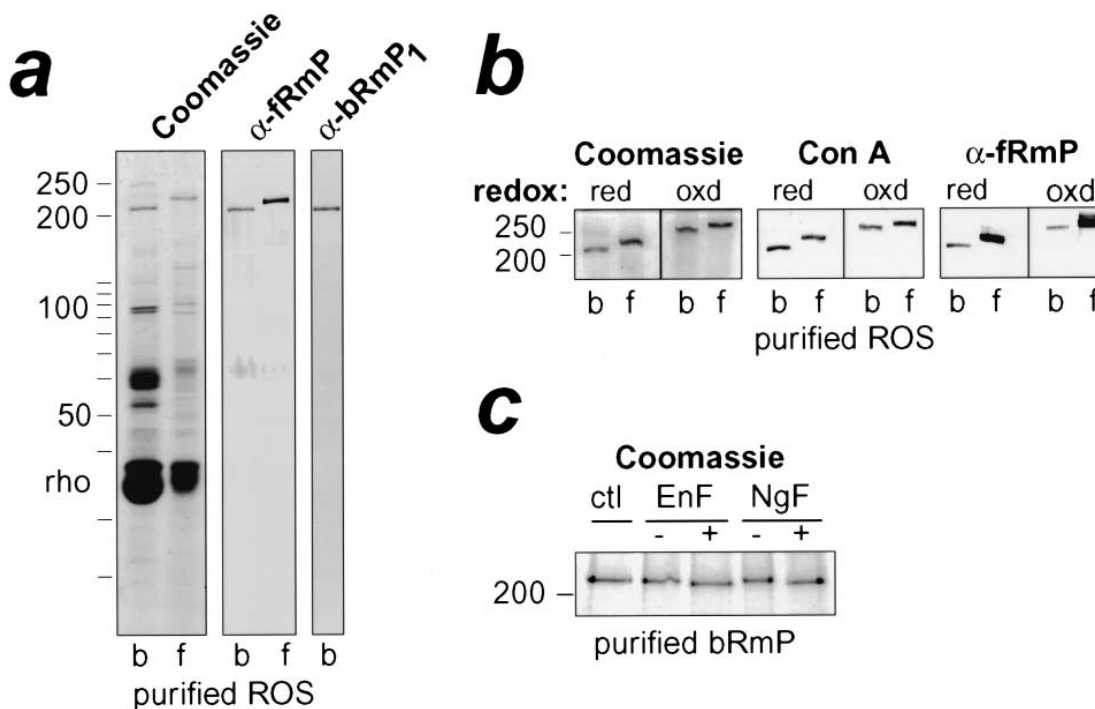 a
Coomassie
α-fRmP
α-bRmP1
250
200
100
50
rho
b f b f b
purified ROS
b
Coomassie Con A α-fRmP
redox: red oxd red oxd red oxd
250
200
b f b f b f b f b f b f
purified ROS
c
Coomassie
ctl EnF NgF
- + - +
200
purified bRmP